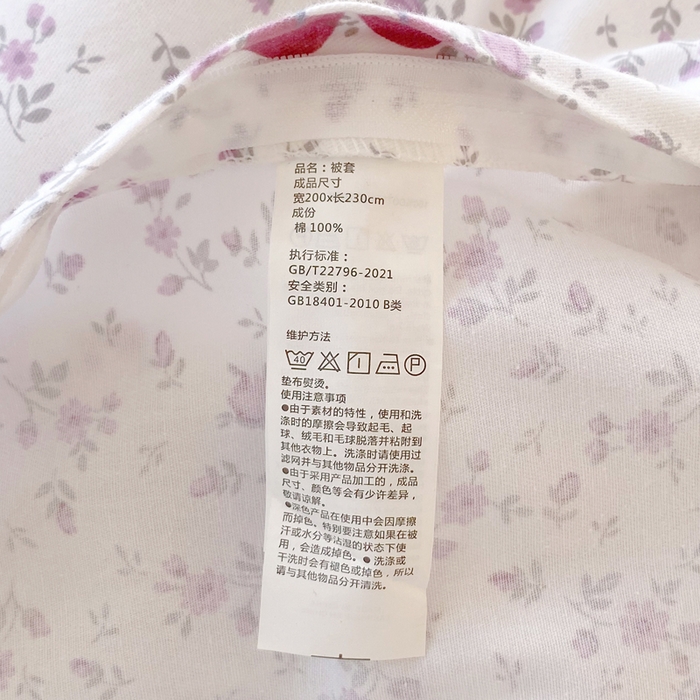 品名：被套
成品尺寸
宽200x长230cm
成份
棉 100%
执行标准：
GB/T22796-2021
安全类别：
GB18401-2010 B类
维护方法
40 P
垫布熨烫。
使用注意事项
●由于素材的特性，使用和洗
涤时的摩擦会导致起毛、起
球、绒毛和毛球脱落并粘附到
其他衣物上。洗涤时请使用过
滤网并与其他物品分开洗涤。
●由于采用产品加工的，成品
尺寸、颜色等会有少许差异，
敬请谅解。
●深色产品在使用中会因摩擦
而掉色。特别要注意如果在被
汗或水分等沾湿的状态下使
用，会造成掉色。●洗涤或
干洗时会有褪色或掉色，所以
请与其他物品分开清洗。